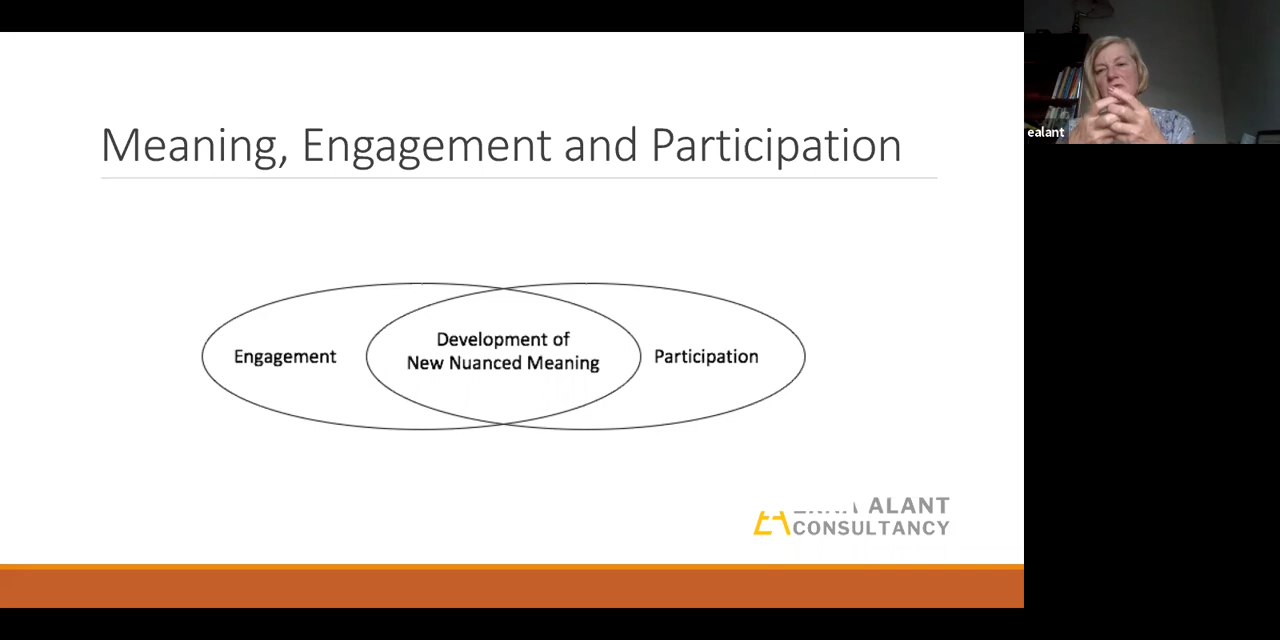 Meaning, Engagement and Participation
Engagement
Development of
New Nuanced Meaning
Participation
ALANT
CONSULTANCY
ealant